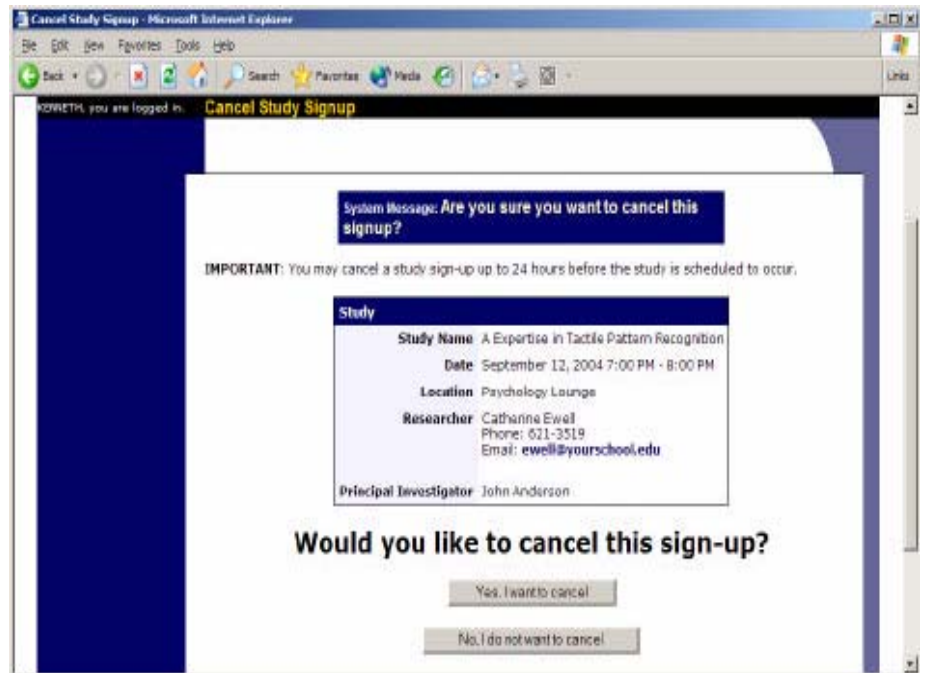 Cancel Study Signup - Microsoft Internet Explorer
File Edit View Favorites Tools Help
Back Search Favorites Media Links
KENNETH, you are logged in. Cancel Study Signup
System Message: Are you sure you want to cancel this
signup?
IMPORTANT: You may cancel a study sign-up up to 24 hours before the study is scheduled to occur.
Study
Study Name A Expertise in Tactile Pattern Recognition
Date September 12, 2004 7:00 PM - 8:00 PM
Location Psychology Lounge
Researcher Catherine Ewell
Phone: 621-3519
Email: ewell@yourschool.edu
Principal Investigator John Anderson
Would you like to cancel this sign-up?
Yes, I want to cancel
No, I do not want to cancel